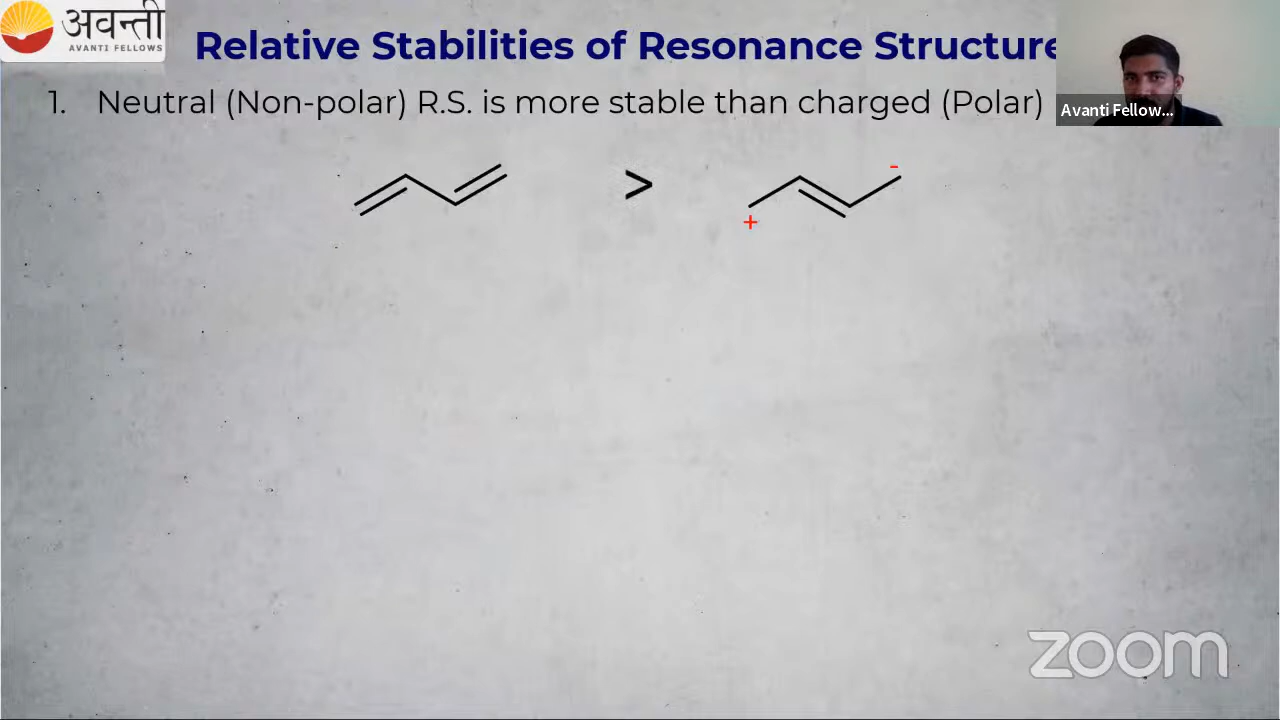 अवन्ती
AVANTI FELLOWS
Relative Stabilities of Resonance Structure
1. Neutral (Non-polar) R.S. is more stable than charged (Polar)
Avanti Fellow...
>
-
+
zoom